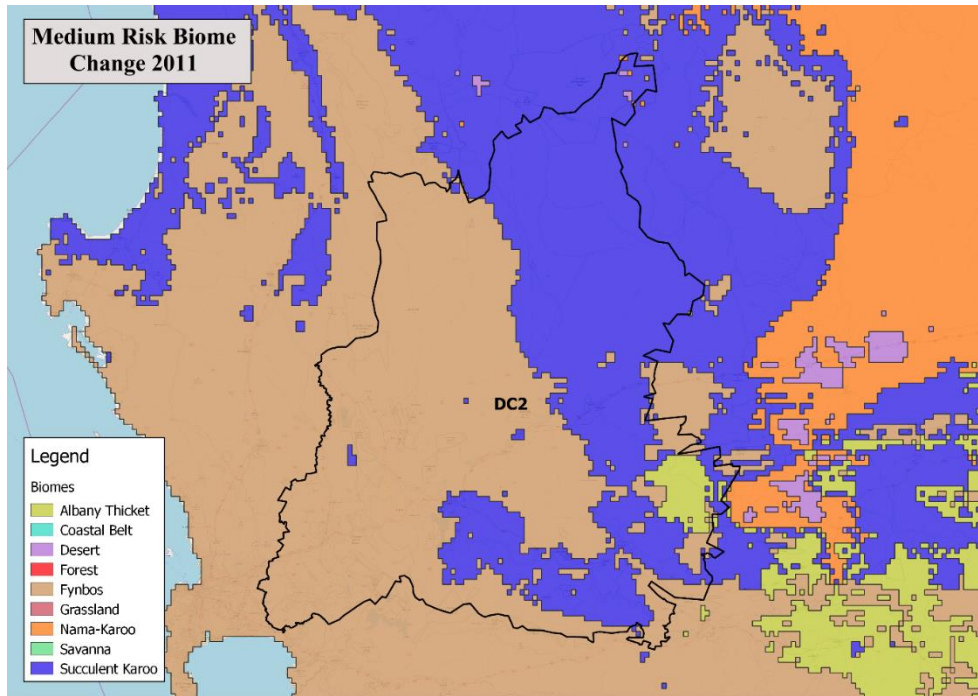 Medium Risk Biome
Change 2011
DC2
Legend
Biomes
Albany Thicket
Coastal Belt
Desert
Forest
Fynbos
Grassland
Nama-Karoo
Savanna
Succulent Karoo